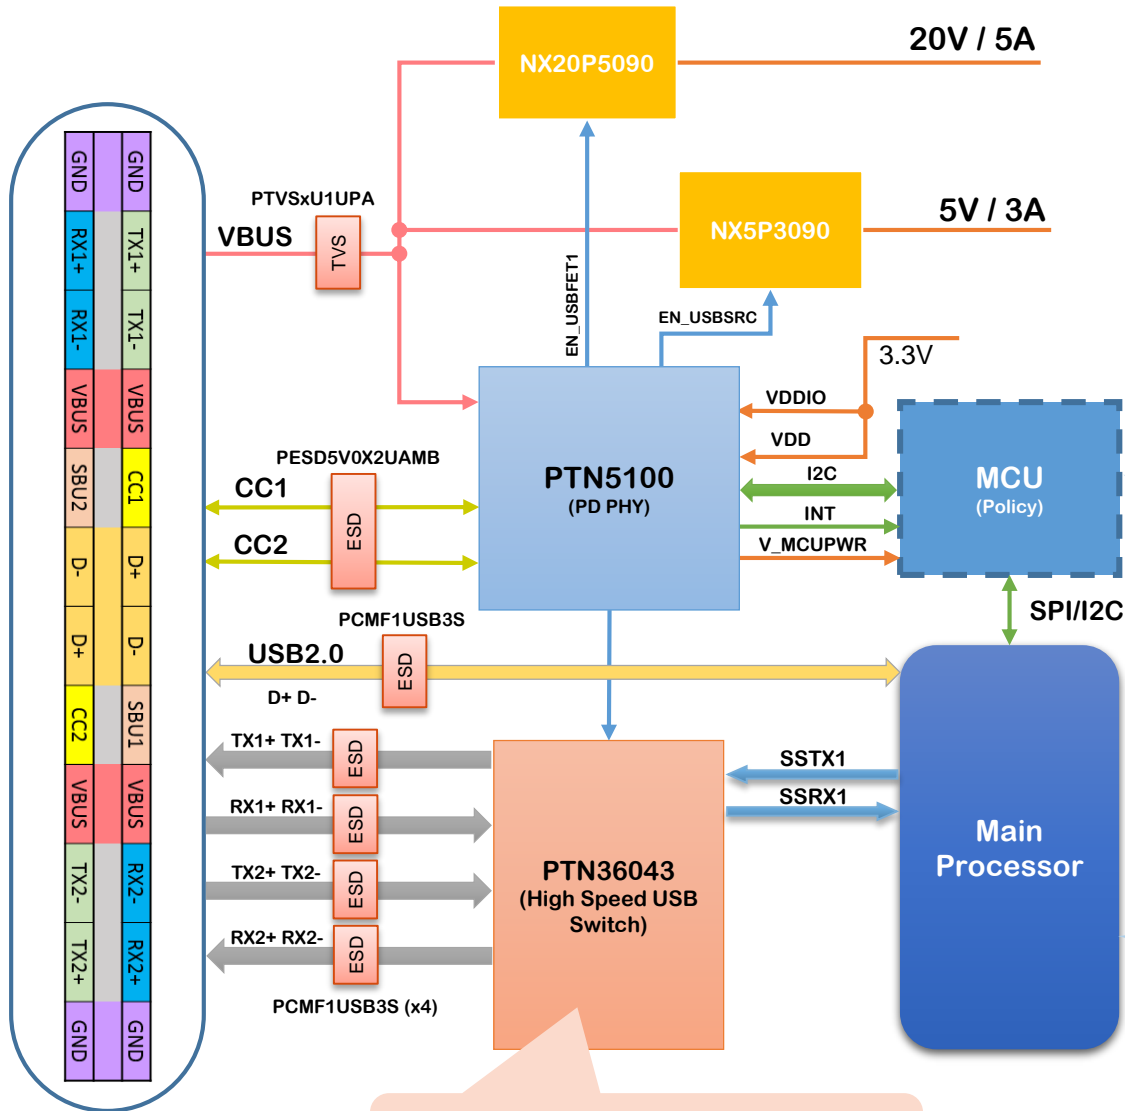 20V / 5A
NX20P5090
PTVSxU1UPA
VBUS
TVS
NX5P3090
5V / 3A
EN_USBFET1
EN_USBSRC
3.3V
VDDIO
VDD
I2C
INT
V_MCUPWR
PTN5100
(PD PHY)
MCU
(Policy)
SPI/I2C
PESD5V0X2UAMB
CC1
CC2
ESD
PCMF1USB3S
USB2.0
D+ D-
ESD
TX1+ TX1-
ESD
RX1+ RX1-
ESD
TX2+ TX2-
ESD
RX2+ RX2-
ESD
PCMF1USB3S (x4)
PTN36043
(High Speed USB
Switch)
SSTX1
SSRX1
Main
Processor
GND
GND
RX1+
TX1+
RX1-
TX1-
VBUS
VBUS
SBU2
CC1
D-
D+
D+
D-
CC2
SBU1
VBUS
VBUS
TX2-
RX2-
TX2+
RX2+
GND
GND